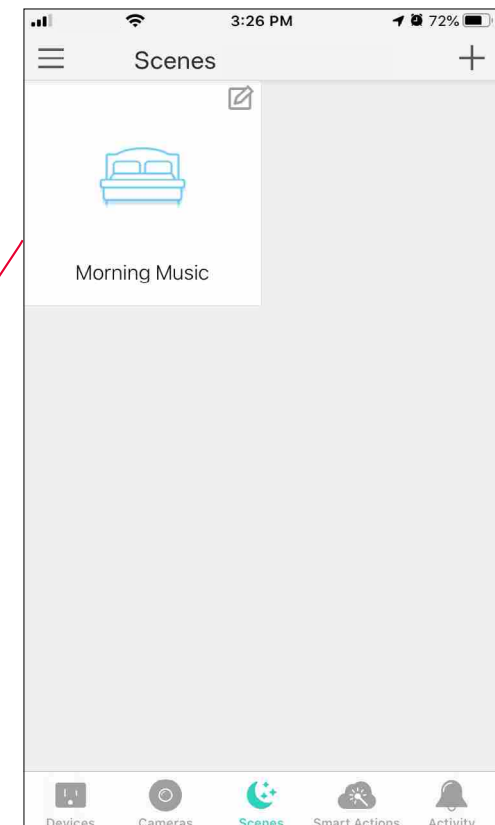 3:26 PM 72%
Scenes
Morning Music
Devices Cameras Scenes Smart Actions Activity